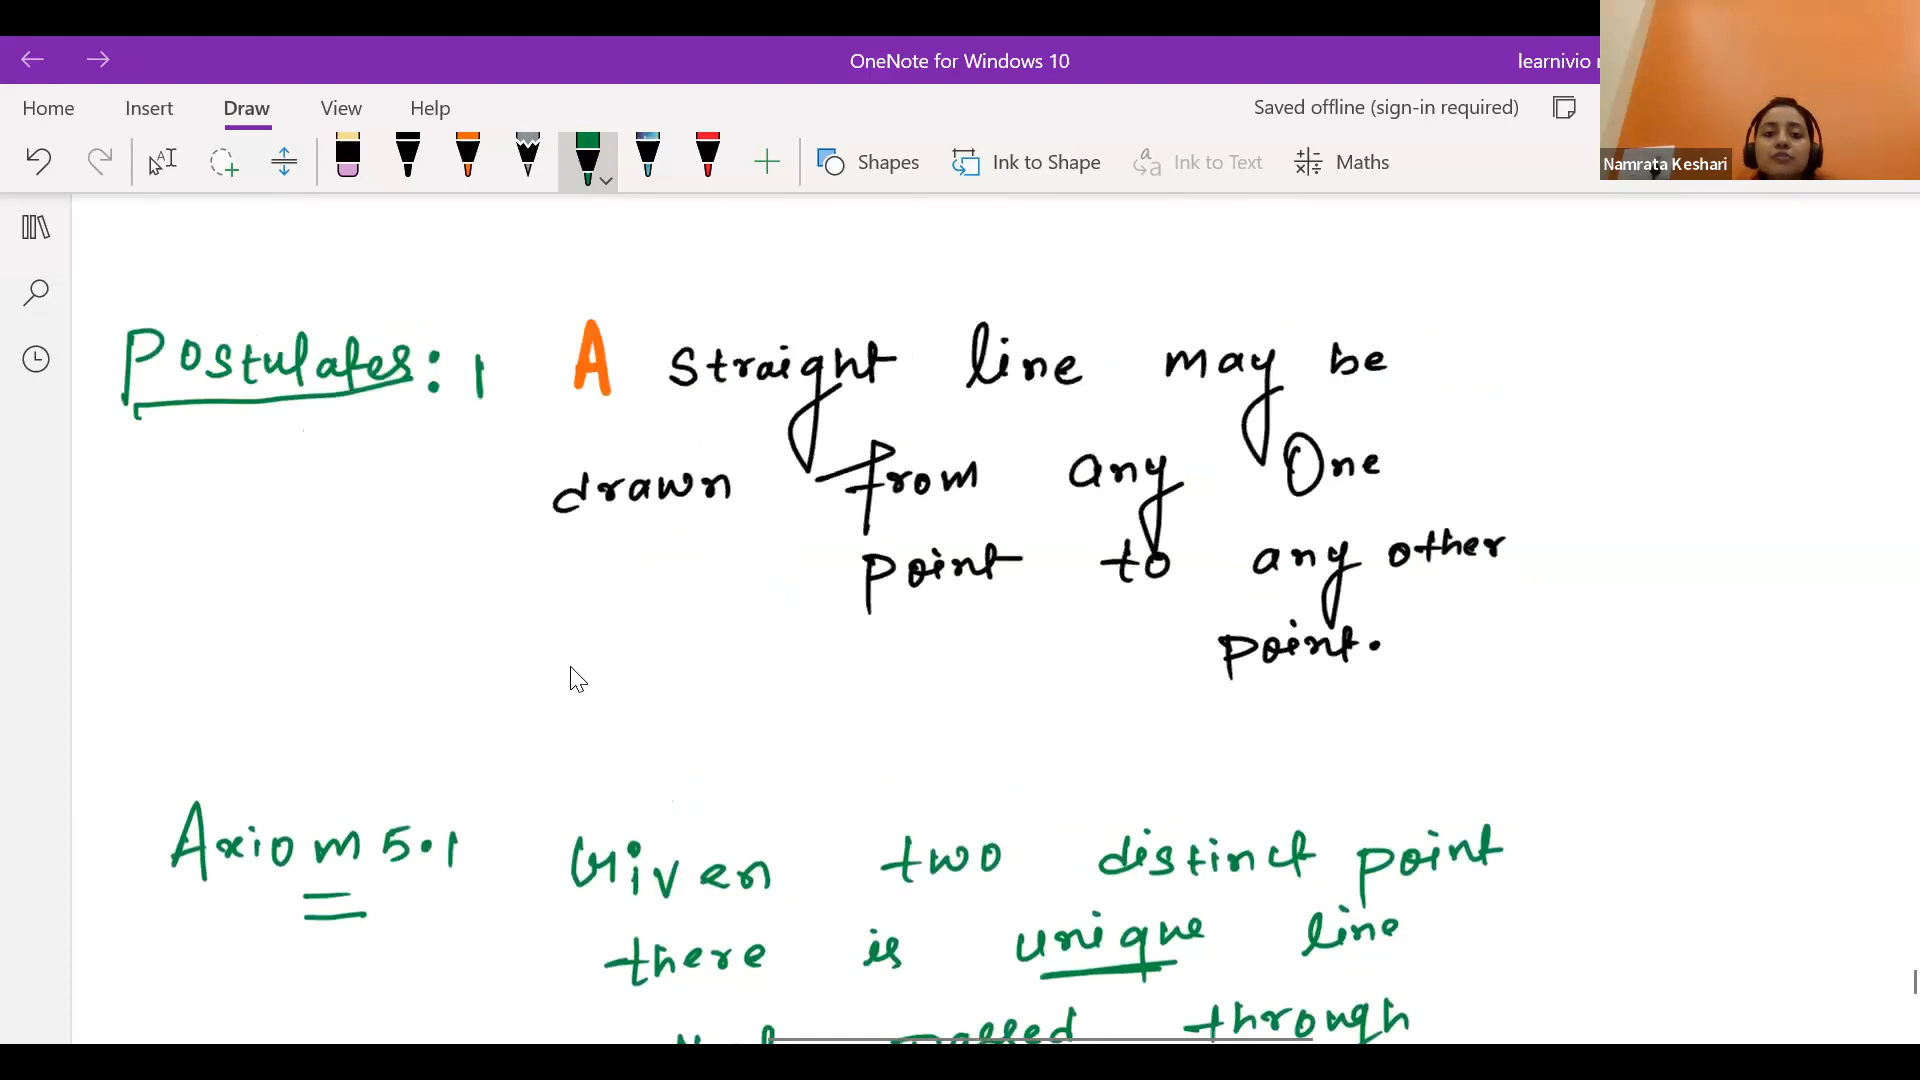 OneNote for Windows 10
learnivio
Home Insert Draw View Help
Saved offline (sign-in required)
Shapes Ink to Shape Ink to Text Maths
Namrata Keshari
Postulates: 1 A straight line may be
drawn from any One
point to any other
point.
Axiom 5.1 Given two distinct point
there is unique line
passed through